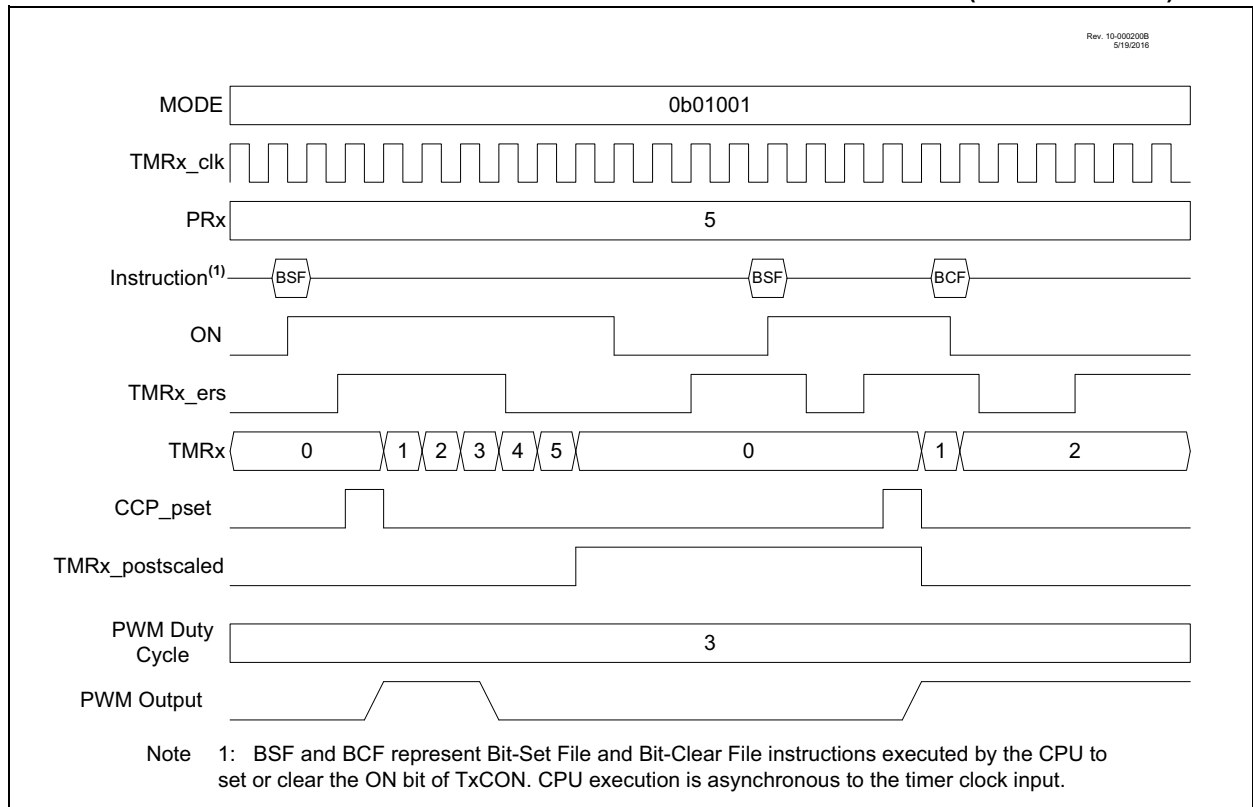 Rev. 10-000200B
5/19/2016
MODE 0b01001
TMRx_clk
PRx 5
Instruction(1) BSF BSF BCF
ON
TMRx_ers
TMRx 0 1 2 3 4 5 0 1 2
CCP_pset
TMRx_postscaled
PWM Duty
Cycle 3
PWM Output
Note 1: BSF and BCF represent Bit-Set File and Bit-Clear File instructions executed by the CPU to
set or clear the ON bit of TxCON. CPU execution is asynchronous to the timer clock input.